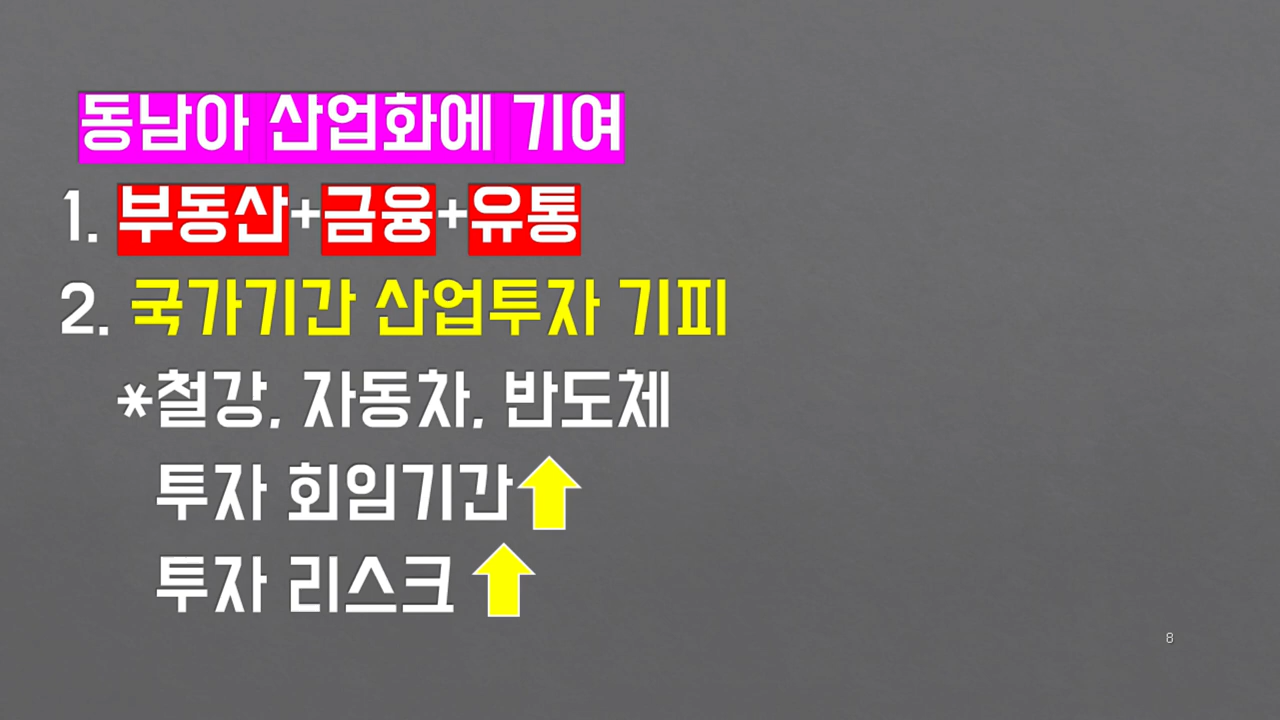 동남아 산업화에 기여
1. 부동산+금융+유통
2. 국가기간 산업투자 기피
*철강, 자동차, 반도체
투자 회임기간
투자 리스크
8